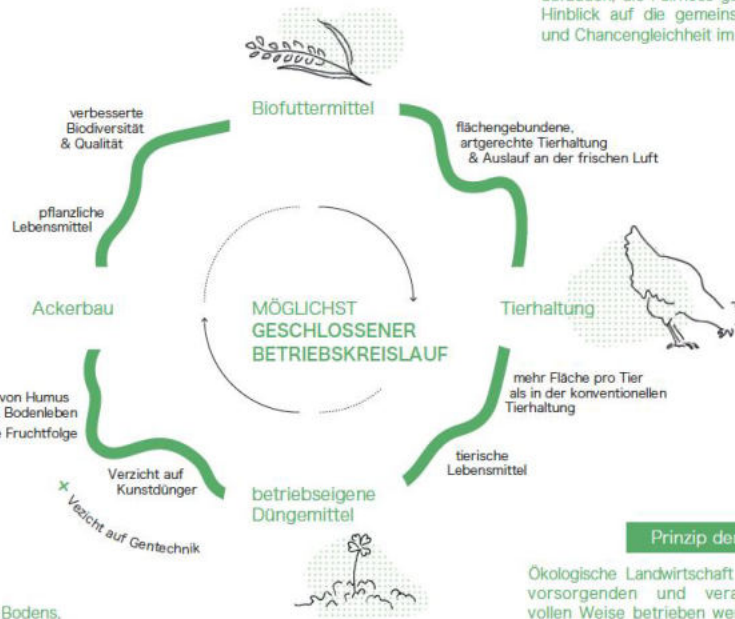 Hinblick auf die gemeins
und Chancengleichheit im
Biofuttermittel
verbesserte
Biodiversität
& Qualität
flächengebundene,
artgerechte Tierhaltung
& Auslauf an der frischen Luft
pflanzliche
Lebensmittel
Ackerbau
MÖGLICHST
GESCHLOSSENER
BETRIEBSKREISLAUF
Tierhaltung
von Humus
Bodenleben
Fruchtfolge
mehr Fläche pro Tier
als in der konventionellen
Tierhaltung
tierische
Lebensmittel
Verzicht auf
Kunstdünger
Vezicht auf Gentechnik
betriebseigene
Düngemittel
Prinzip der
Ökologische Landwirtschaft
vorsorgenden und vera
vollen Weise betrieben we
Bodens,